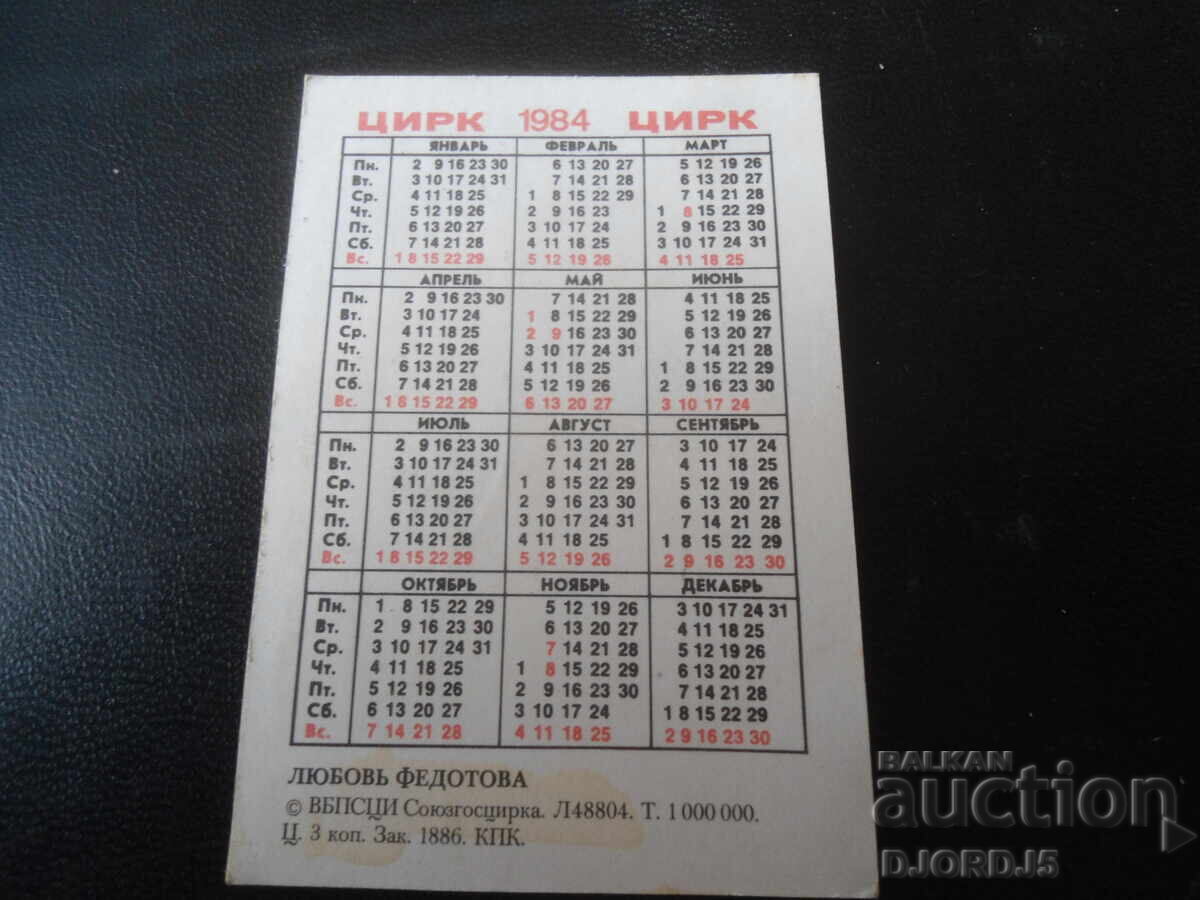 ЦИРК 1984 ЦИРК
ЯНВАРЬ ФЕВРАЛЬ МАРТ
Пн. 2 9 16 23 30 6 13 20 27 5 12 19 26
Вт. 3 10 17 24 31 7 14 21 28 6 13 20 27
Ср. 4 11 18 25 1 8 15 22 29 7 14 21 28
Чт. 5 12 19 26 2 9 16 23 1 8 15 22 29
Пт. 6 13 20 27 3 10 17 24 2 9 16 23 30
Сб. 7 14 21 28 4 11 18 25 3 10 17 24 31
Вс. 1 8 15 22 29 5 12 19 26 4 11 18 25
АПРЕЛЬ МАЙ ИЮНЬ
Пн. 2 9 16 23 30 7 14 21 28 4 11 18 25
Вт. 3 10 17 24 1 8 15 22 29 5 12 19 26
Ср. 4 11 18 25 2 9 16 23 30 6 13 20 27
Чт. 5 12 19 26 3 10 17 24 31 7 14 21 28
Пт. 6 13 20 27 4 11 18 25 1 8 15 22 29
Сб. 7 14 21 28 5 12 19 26 2 9 16 23 30
Вс. 1 8 15 22 29 6 13 20 27 3 10 17 24
ИЮЛЬ АВГУСТ СЕНТЯБРЬ
Пн. 2 9 16 23 30 6 13 20 27 3 10 17 24
Вт. 3 10 17 24 31 7 14 21 28 4 11 18 25
Ср. 4 11 18 25 1 8 15 22 29 5 12 19 26
Чт. 5 12 19 26 2 9 16 23 30 6 13 20 27
Пт. 6 13 20 27 3 10 17 24 31 7 14 21 28
Сб. 7 14 21 28 4 11 18 25 1 8 15 22 29
Вс. 1 8 15 22 29 5 12 19 26 2 9 16 23 30
ОКТЯБРЬ НОЯБРЬ ДЕКАБРЬ
Пн. 1 8 15 22 29 5 12 19 26 3 10 17 24 31
Вт. 2 9 16 23 30 6 13 20 27 4 11 18 25
Ср. 3 10 17 24 31 7 14 21 28 5 12 19 26
Чт. 4 11 18 25 1 8 15 22 29 6 13 20 27
Пт. 5 12 19 26 2 9 16 23 30 7 14 21 28
Сб. 6 13 20 27 3 10 17 24 1 8 15 22 29
Вс. 7 14 21 28 4 11 18 25 2 9 16 23 30
ЛЮБОВЬ ФЕДОТОВА
© ВБПСЦИ Союзгосцирка. Л48804. Т. 1 000 000.
Ц. 3 коп. Зак. 1886. КПК.
BALKAN
auction
DJORDJ5